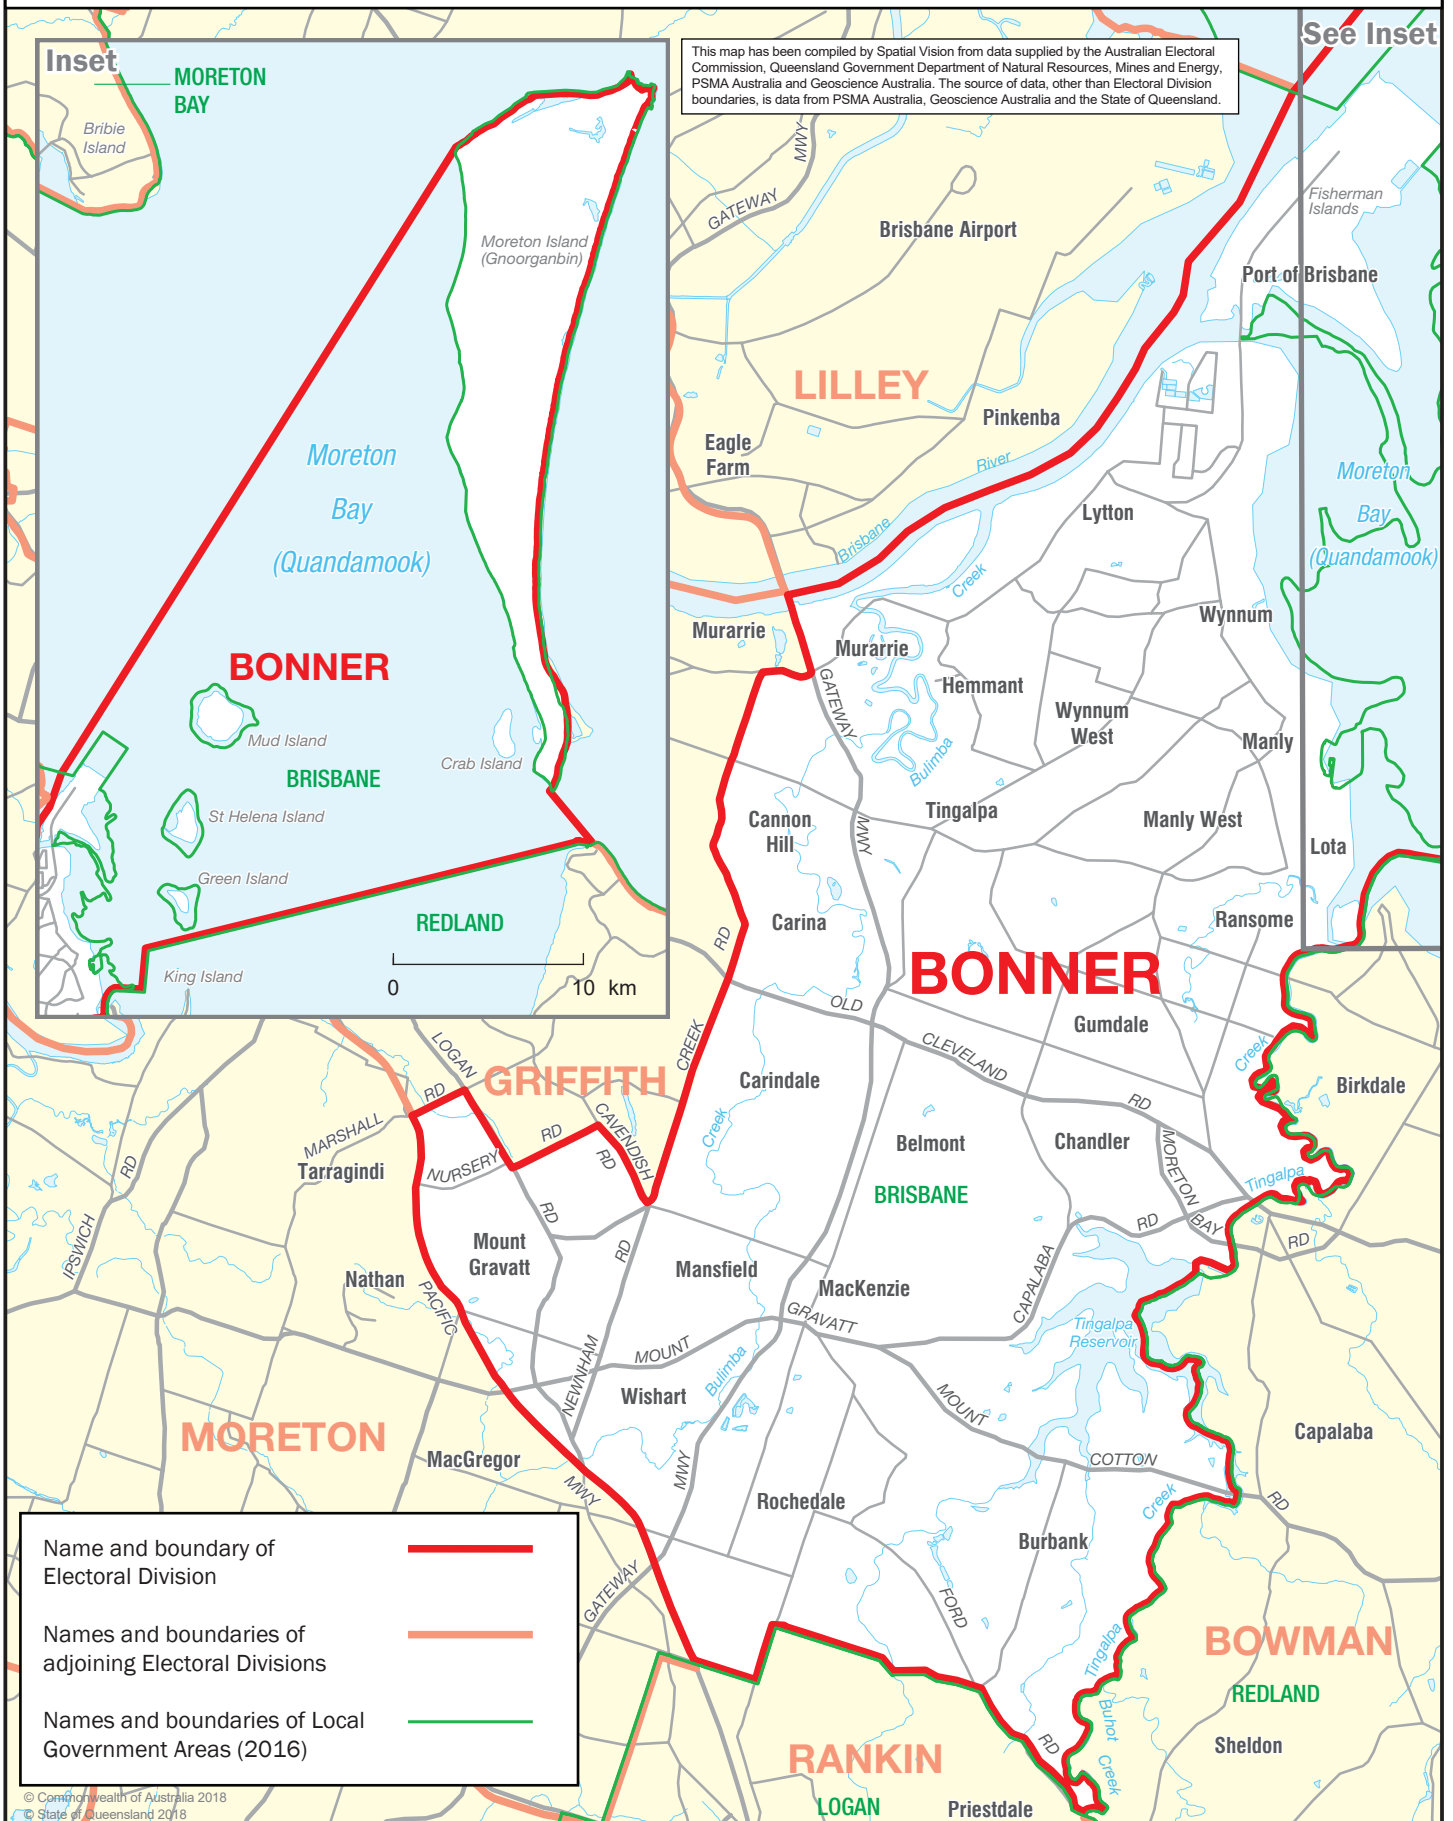 Inset
MORETON
BAY
Bribie
Island
Moreton Island
(Gnoorganbin)
Moreton
Bay
(Quandamook)
BONNER
Mud Island
BRISBANE
Crab Island
St Helena Island
Green Island
REDLAND
King Island
0 10 km
This map has been compiled by Spatial Vision from data supplied by the Australian Electoral
Commission, Queensland Government Department of Natural Resources, Mines and Energy,
PSMA Australia and Geoscience Australia. The source of data, other than Electoral Division
boundaries, is data from PSMA Australia, Geoscience Australia and the State of Queensland.
See Inset
MWY
GATEWAY
Brisbane Airport
Fisherman
Islands
Port of Brisbane
LILLEY
Pinkenba
Eagle
Farm
River
Brisbane
Lytton
Moreton
Bay
(Quandamook)
Creek
Wynnum
Murarrie
Murarrie
GATEWAY
Hemmant
Wynnum
West
Manly
Bulimba
Cannon
Hill
MWY
Tingalpa
Manly West
Lota
Carina
Ransome
RD
BONNER
OLD
Gumdale
CREEK
CLEVELAND
Creek
LOGAN
GRIFFITH
Carindale
Birkdale
RD
RD
MARSHALL
CAVENDISH
RD
RD
Creek
Belmont
Chandler
MORETON
Tarragindi
NURSERY
RD
Tingalpa
BRISBANE
RD
IPSWICH
RD
BAY
RD
Mount
Gravatt
RD
Mansfield
Nathan
PACIFIC
MacKenzie
CAPALABA
GRAVATT
Tingalpa
Reservoir
MOUNT
NEWNHAM
Bulimba
Wishart
MOUNT
MORETON
Capalaba
MacGregor
COTTON
MWY
MWY
Creek
RD
Rochedale
Burbank
GATEWAY
FORD
Tingalpa
BOWMAN
REDLAND
Buhot
Creek
RD
Sheldon
RANKIN
LOGAN
Priestdale
Name and boundary of
Electoral Division
Names and boundaries of
adjoining Electoral Divisions
Names and boundaries of Local
Government Areas (2016)
© Commonwealth of Australia 2018
© State of Queensland 2018